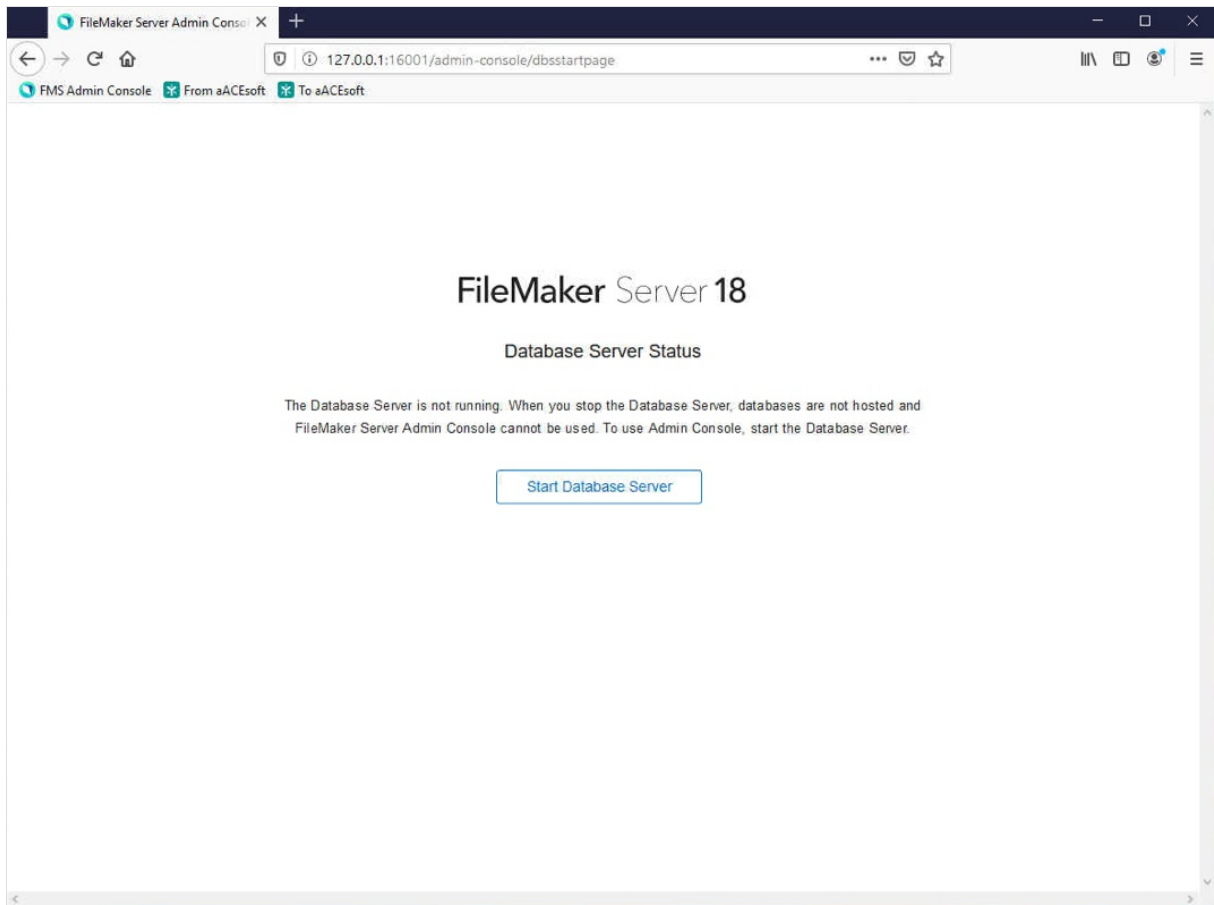 FileMaker Server Admin Consol
127.0.0.1:16001/admin-console/dbsstartpage
FMS Admin Console From aACEsoft To aACEsoft
FileMaker Server 18
Database Server Status
The Database Server is not running. When you stop the Database Server, databases are not hosted and
FileMaker Server Admin Console cannot be used. To use Admin Console, start the Database Server.
Start Database Server